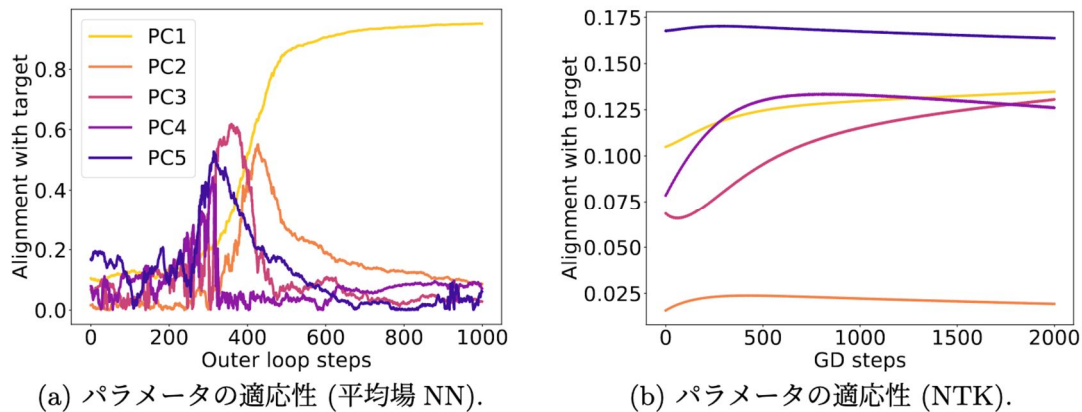 Alignment with target
0.8
0.6
0.4
0.2
0.0
PC1
PC2
PC3
PC4
PC5
0 200 400 600 800 1000
Outer loop steps
(a) パラメータの適応性 (平均場 NN).
Alignment with target
0.175
0.150
0.125
0.100
0.075
0.050
0.025
0 500 1000 1500 2000
GD steps
(b) パラメータの適応性 (NTK).